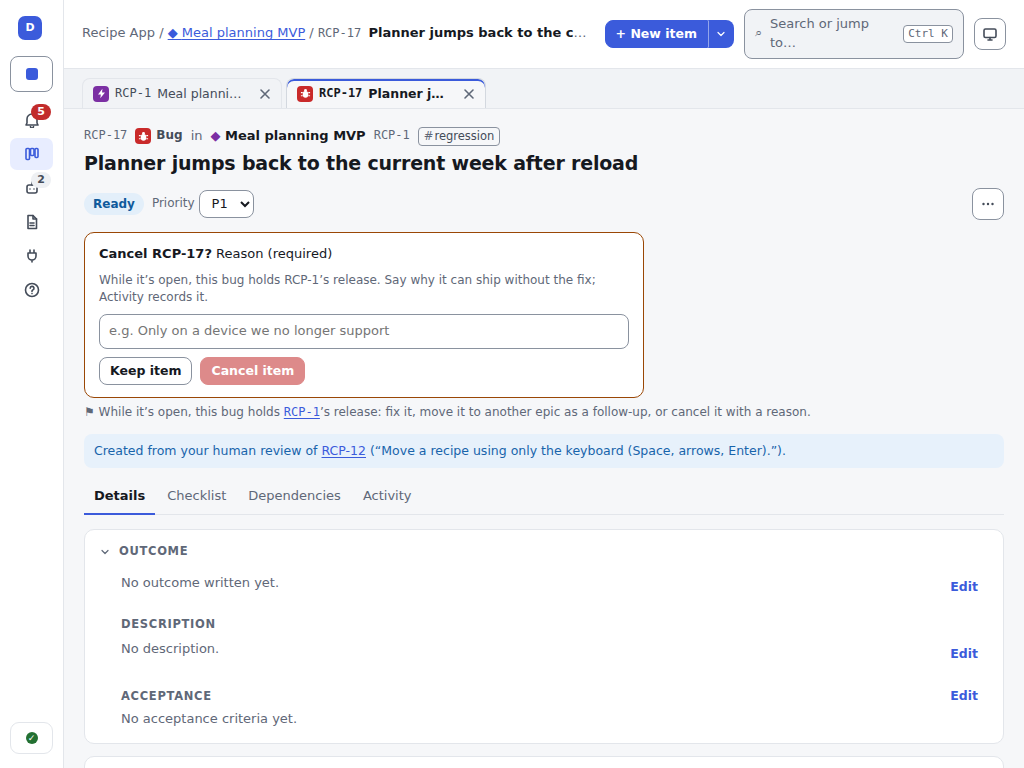 D
Recipe App / ◆ Meal planning MVP / RCP-17 Planner jumps back to the c…
+ New item
Search or jump to…
Ctrl K
5
2
RCP-1 Meal planni…
RCP-17 Planner j…
RCP-17 Bug in ◆ Meal planning MVP RCP-1 #regression
Planner jumps back to the current week after reload
Ready Priority P1
Cancel RCP-17? Reason (required)
While it’s open, this bug holds RCP-1’s release. Say why it can ship without the fix;
Activity records it.
e.g. Only on a device we no longer support
Keep item Cancel item
⚑ While it’s open, this bug holds RCP-1’s release: fix it, move it to another epic as a follow-up, or cancel it with a reason.
Created from your human review of RCP-12 (“Move a recipe using only the keyboard (Space, arrows, Enter).”).
Details Checklist Dependencies Activity
OUTCOME
No outcome written yet.
Edit
DESCRIPTION
No description.
Edit
ACCEPTANCE
Edit
No acceptance criteria yet.